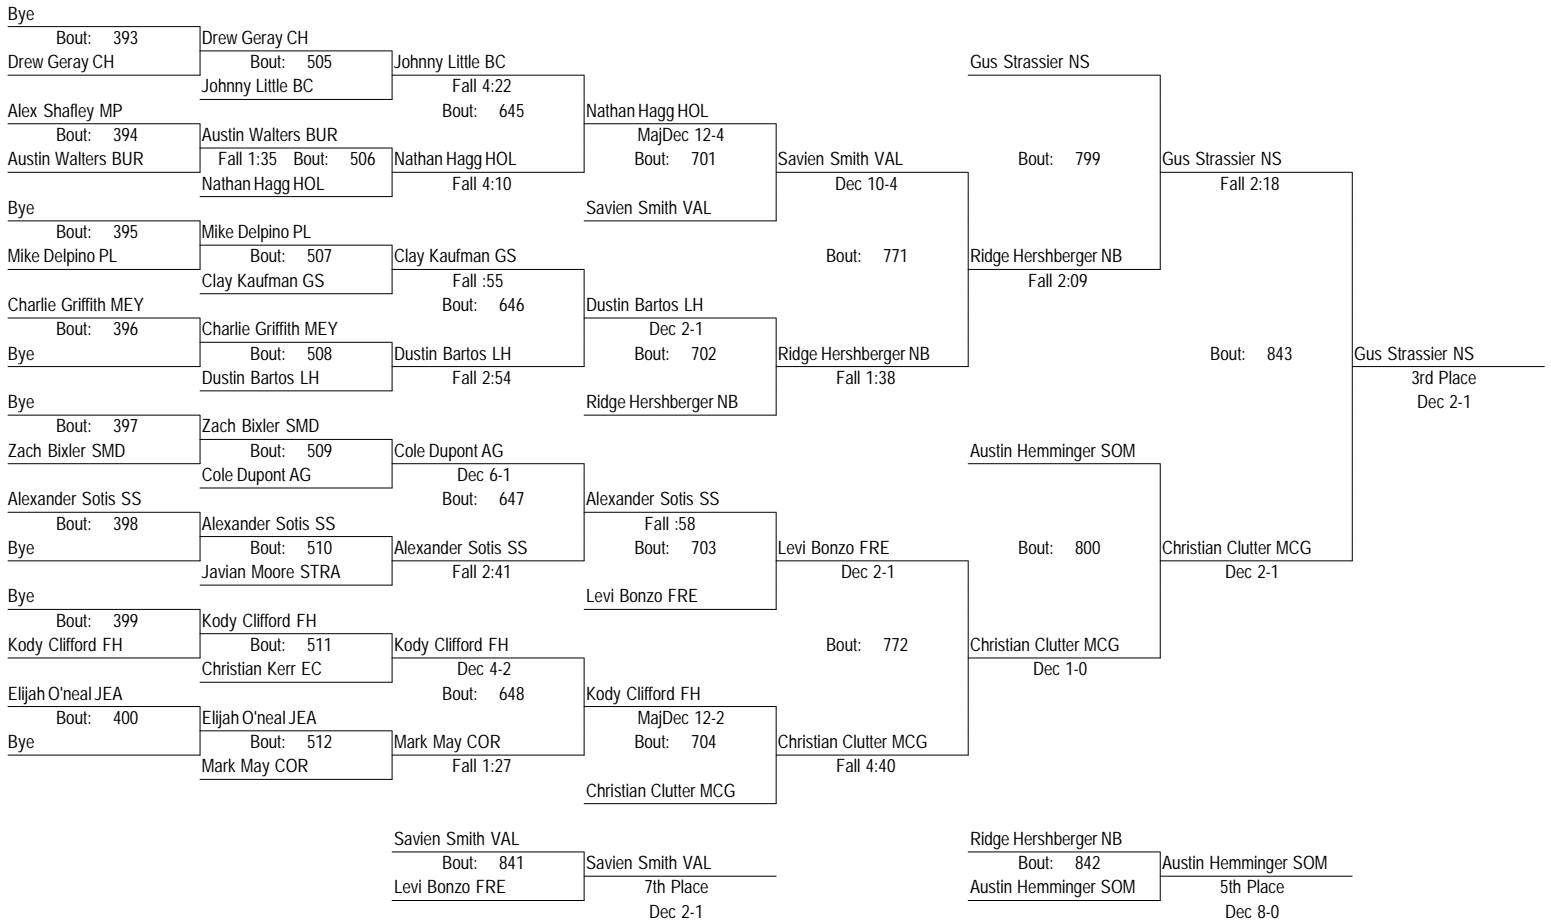 Bye
Bout: 393
Drew Geray CH
Drew Geray CH
Bout: 505
Johnny Little BC
Johnny Little BC
Fall 4:22
Bout: 645
Alex Shafley MP
Bout: 394
Austin Walters BUR
Austin Walters BUR
Fall 1:35 Bout: 506
Nathan Hagg HOL
Nathan Hagg HOL
Fall 4:10
Nathan Hagg HOL
MajDec 12-4
Bout: 701
Savien Smith VAL
Savien Smith VAL
Dec 10-4
Bye
Bout: 395
Mike Delpino PL
Mike Delpino PL
Bout: 507
Clay Kaufman GS
Clay Kaufman GS
Fall :55
Bout: 646
Charlie Griffith MEY
Bout: 396
Bye
Charlie Griffith MEY
Bout: 508
Dustin Bartos LH
Dustin Bartos LH
Fall 2:54
Dustin Bartos LH
Dec 2-1
Bout: 702
Ridge Hershberger NB
Ridge Hershberger NB
Fall 1:38
Bout: 771
Gus Strassier NS
Bout: 799
Ridge Hershberger NB
Fall 2:09
Gus Strassier NS
Fall 2:18
Bye
Bout: 397
Zach Bixler SMD
Zach Bixler SMD
Bout: 509
Cole Dupont AG
Cole Dupont AG
Dec 6-1
Bout: 647
Alexander Sotis SS
Bout: 398
Bye
Alexander Sotis SS
Bout: 510
Javian Moore STRA
Alexander Sotis SS
Fall 2:41
Alexander Sotis SS
Fall :58
Bout: 703
Levi Bonzo FRE
Levi Bonzo FRE
Dec 2-1
Bye
Bout: 399
Kody Clifford FH
Kody Clifford FH
Bout: 511
Christian Kerr EC
Kody Clifford FH
Dec 4-2
Bout: 648
Elijah O'neal JEA
Bout: 400
Bye
Elijah O'neal JEA
Bout: 512
Mark May COR
Mark May COR
Fall 1:27
Kody Clifford FH
MajDec 12-2
Bout: 704
Christian Clutter MCG
Christian Clutter MCG
Fall 4:40
Bout: 772
Austin Hemminger SOM
Bout: 800
Christian Clutter MCG
Dec 1-0
Christian Clutter MCG
Dec 2-1
Bout: 843
Gus Strassier NS
3rd Place
Dec 2-1
Savien Smith VAL
Bout: 841
Levi Bonzo FRE
Savien Smith VAL
7th Place
Dec 2-1
Ridge Hershberger NB
Bout: 842
Austin Hemminger SOM
Austin Hemminger SOM
5th Place
Dec 8-0